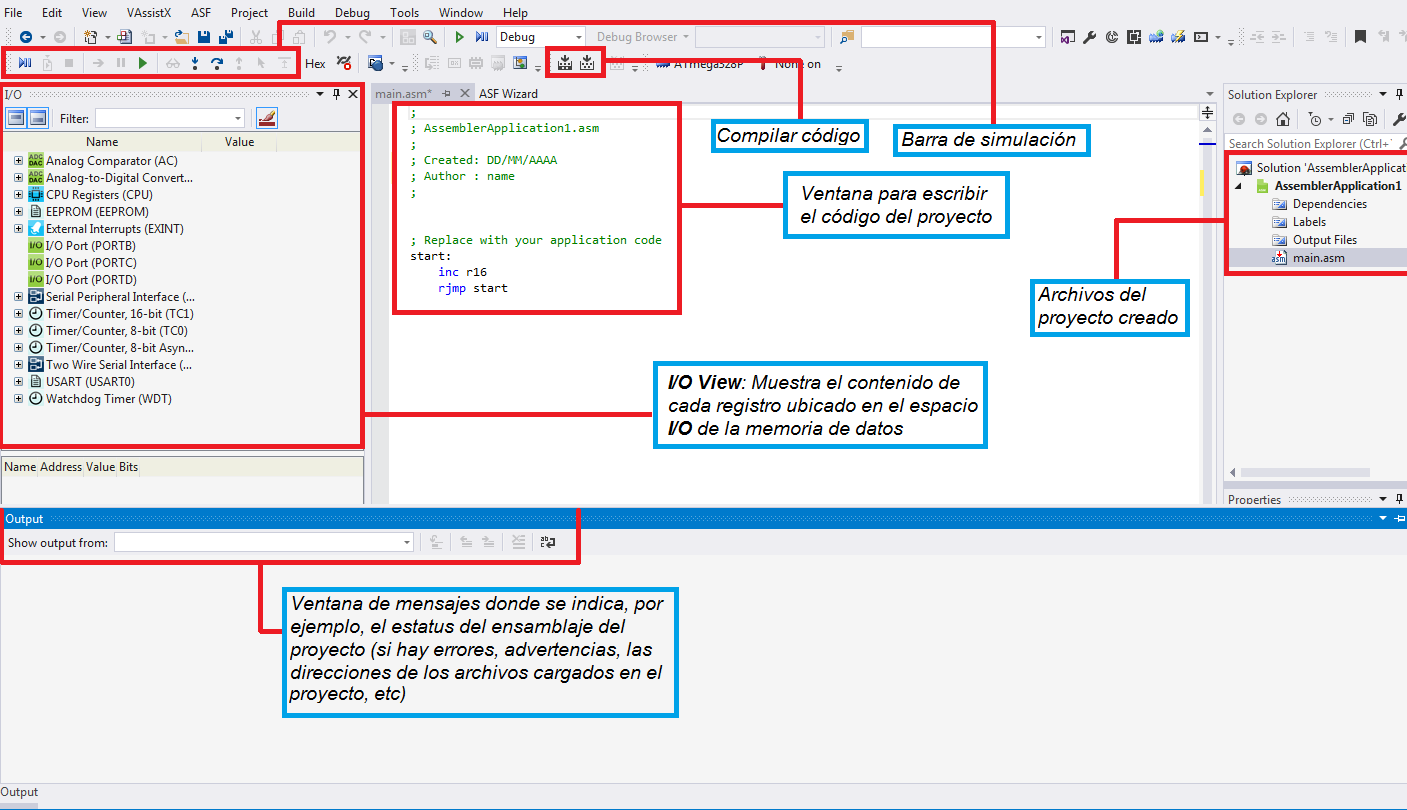 File Edit View VAssistX ASF Project Build Debug Tools Window Help
Debug Debug Browser
Hex ATmega328P None on
I/O
Filter:
Name Value
Analog Comparator (AC)
Analog-to-Digital Convert...
CPU Registers (CPU)
EEPROM (EEPROM)
External Interrupts (EXINT)
I/O Port (PORTB)
I/O Port (PORTC)
I/O Port (PORTD)
Serial Peripheral Interface (...
Timer/Counter, 16-bit (TC1)
Timer/Counter, 8-bit (TC0)
Timer/Counter, 8-bit Asyn...
Two Wire Serial Interface (...
USART (USART0)
Watchdog Timer (WDT)
Name Address Value Bits
main.asm* ASF Wizard
;
; AssemblerApplication1.asm
;
; Created: DD/MM/AAAA
; Author : name
;
; Replace with your application code
start:
inc r16
rjmp start
Compilar código
Barra de simulación
Ventana para escribir
el código del proyecto
Archivos del
proyecto creado
I/O View: Muestra el contenido de
cada registro ubicado en el espacio
I/O de la memoria de datos
Solution Explorer
Search Solution Explorer (Ctrl+'
Solution 'AssemblerApplicat
AssemblerApplication1
Dependencies
Labels
Output Files
main.asm
Properties
Output
Show output from:
Ventana de mensajes donde se indica, por
ejemplo, el estatus del ensamblaje del
proyecto (si hay errores, advertencias, las
direcciones de los archivos cargados en el
proyecto, etc)
Output